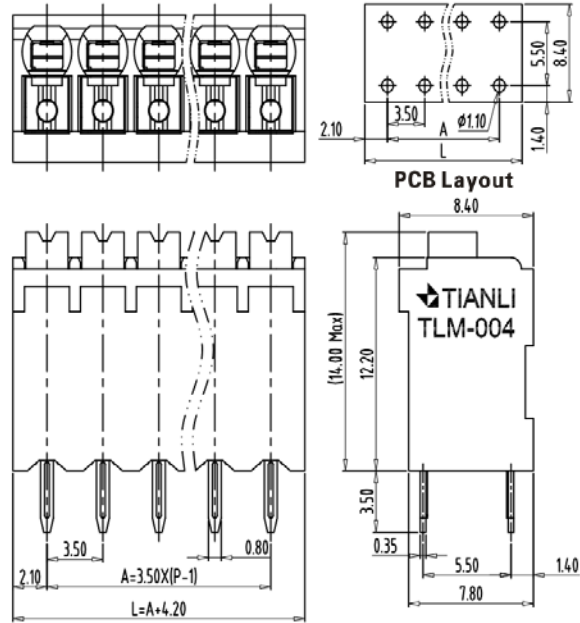 5.50
8.40
3.50
A
ø1.10
2.10
L
1.40
PCB Layout
8.40
(14.00 Max)
12.20
TIANLI
TLM-004
3.50
3.50
0.80
0.35
2.10
A=3.50X(P-1)
5.50
1.40
L=A+4.20
7.80